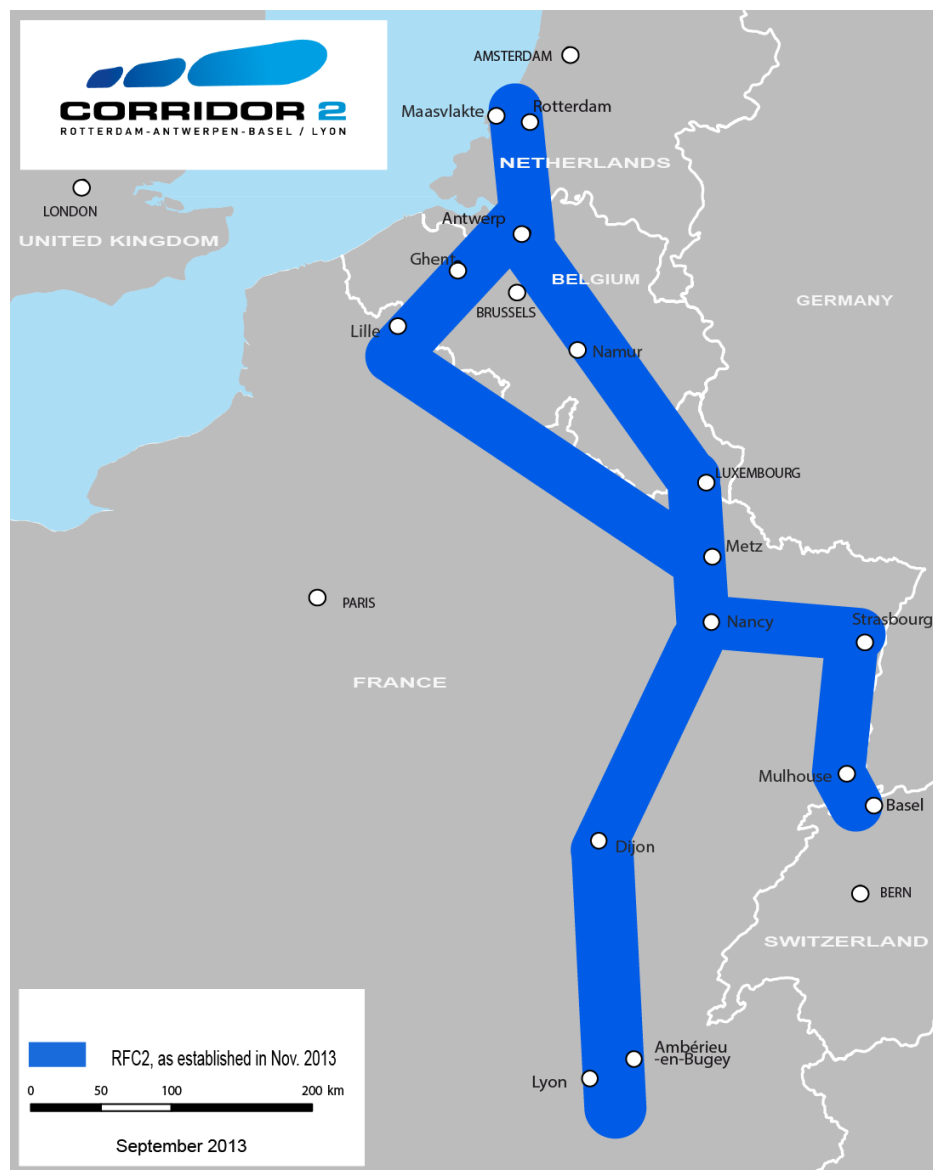 CORRIDOR 2
ROTTERDAM-ANTWERPEN-BASEL / LYON
AMSTERDAM
Maasvlakte
Rotterdam
NETHERLANDS
LONDON
UNITED KINGDOM
Antwerp
Ghent
BELGIUM
BRUSSELS
GERMANY
Lille
Namur
LUXEMBOURG
Metz
PARIS
Nancy
Strasbourg
FRANCE
Mulhouse
Basel
Dijon
BERN
SWITZERLAND
Ambérieu
-en-Bugey
Lyon
RFC2, as established in Nov. 2013
0 50 100 200 km
September 2013